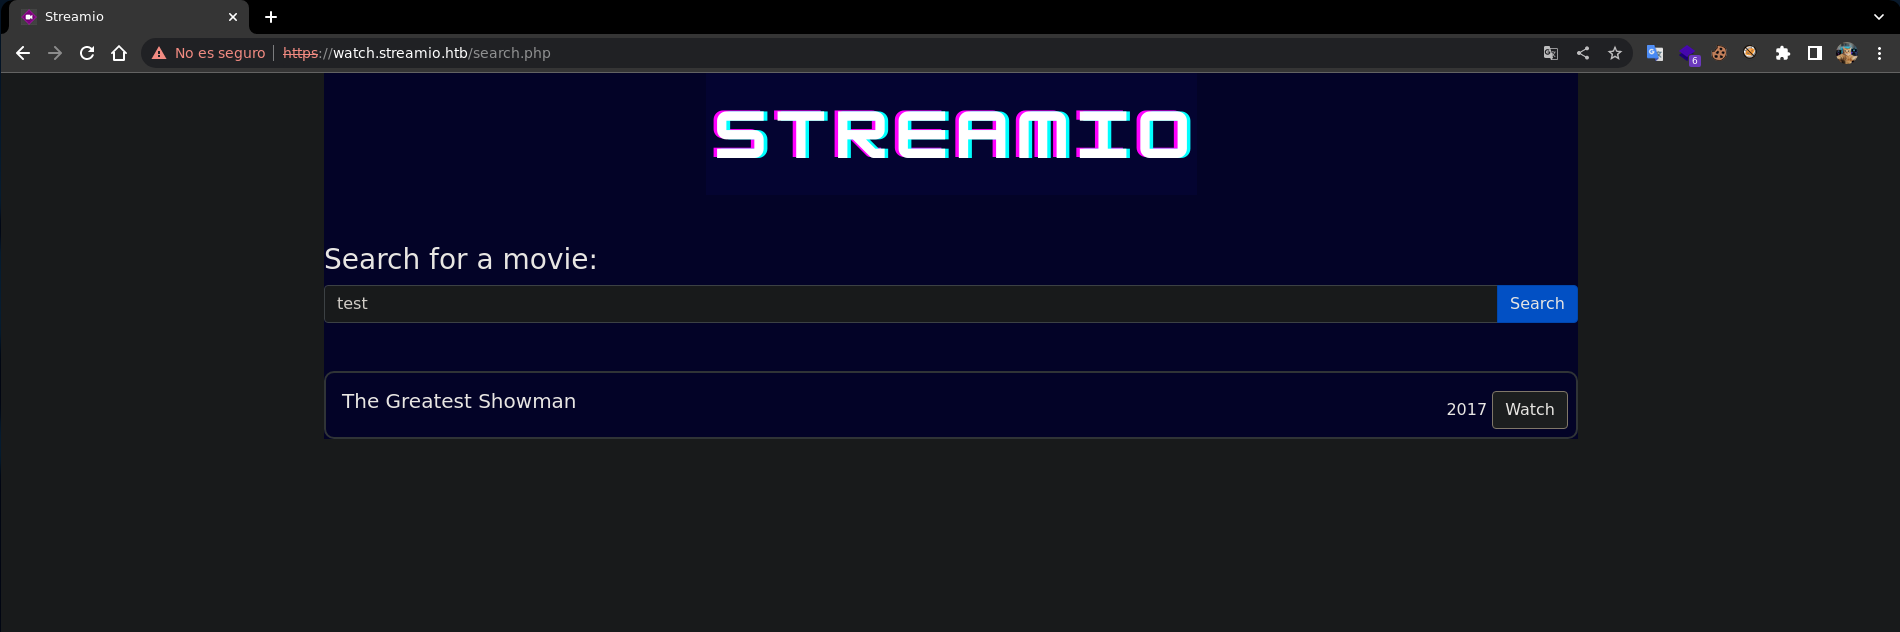 Streamio
No es seguro | https://watch.streamio.htb/search.php
6
STREAMIO
Search for a movie:
test Search
The Greatest Showman 2017 Watch